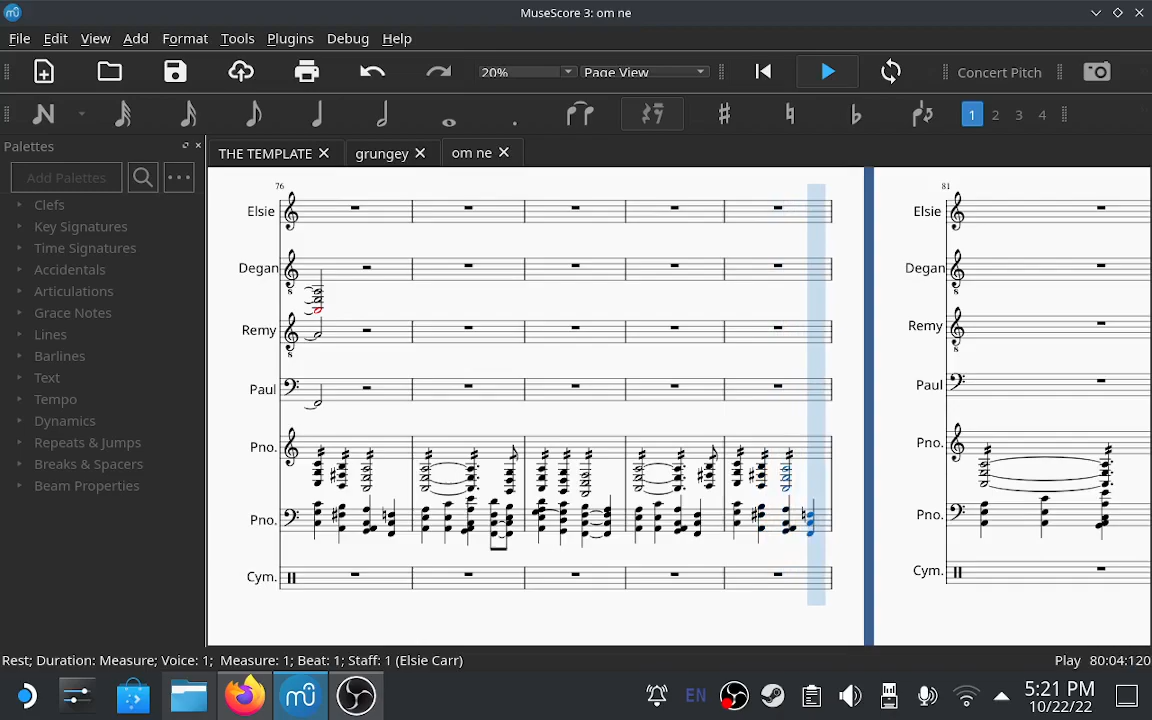 MuseScore 3: om ne
File Edit View Add Format Tools Plugins Debug Help
20% Page View Concert Pitch
1 2 3 4
Palettes
THE TEMPLATE grungey om ne
Add Palettes
Clefs
Key Signatures
Time Signatures
Accidentals
Articulations
Grace Notes
Lines
Barlines
Text
Tempo
Dynamics
Repeats & Jumps
Breaks & Spacers
Beam Properties
76
Elsie
Degan
Remy
Paul
Pno.
Pno.
Cym.
81
Elsie
Degan
Remy
Paul
Pno.
Pno.
Cym.
Rest; Duration: Measure; Voice: 1; Measure: 1; Beat: 1; Staff: 1 (Elsie Carr) Play 80:04:120
EN 5:21 PM
10/22/22